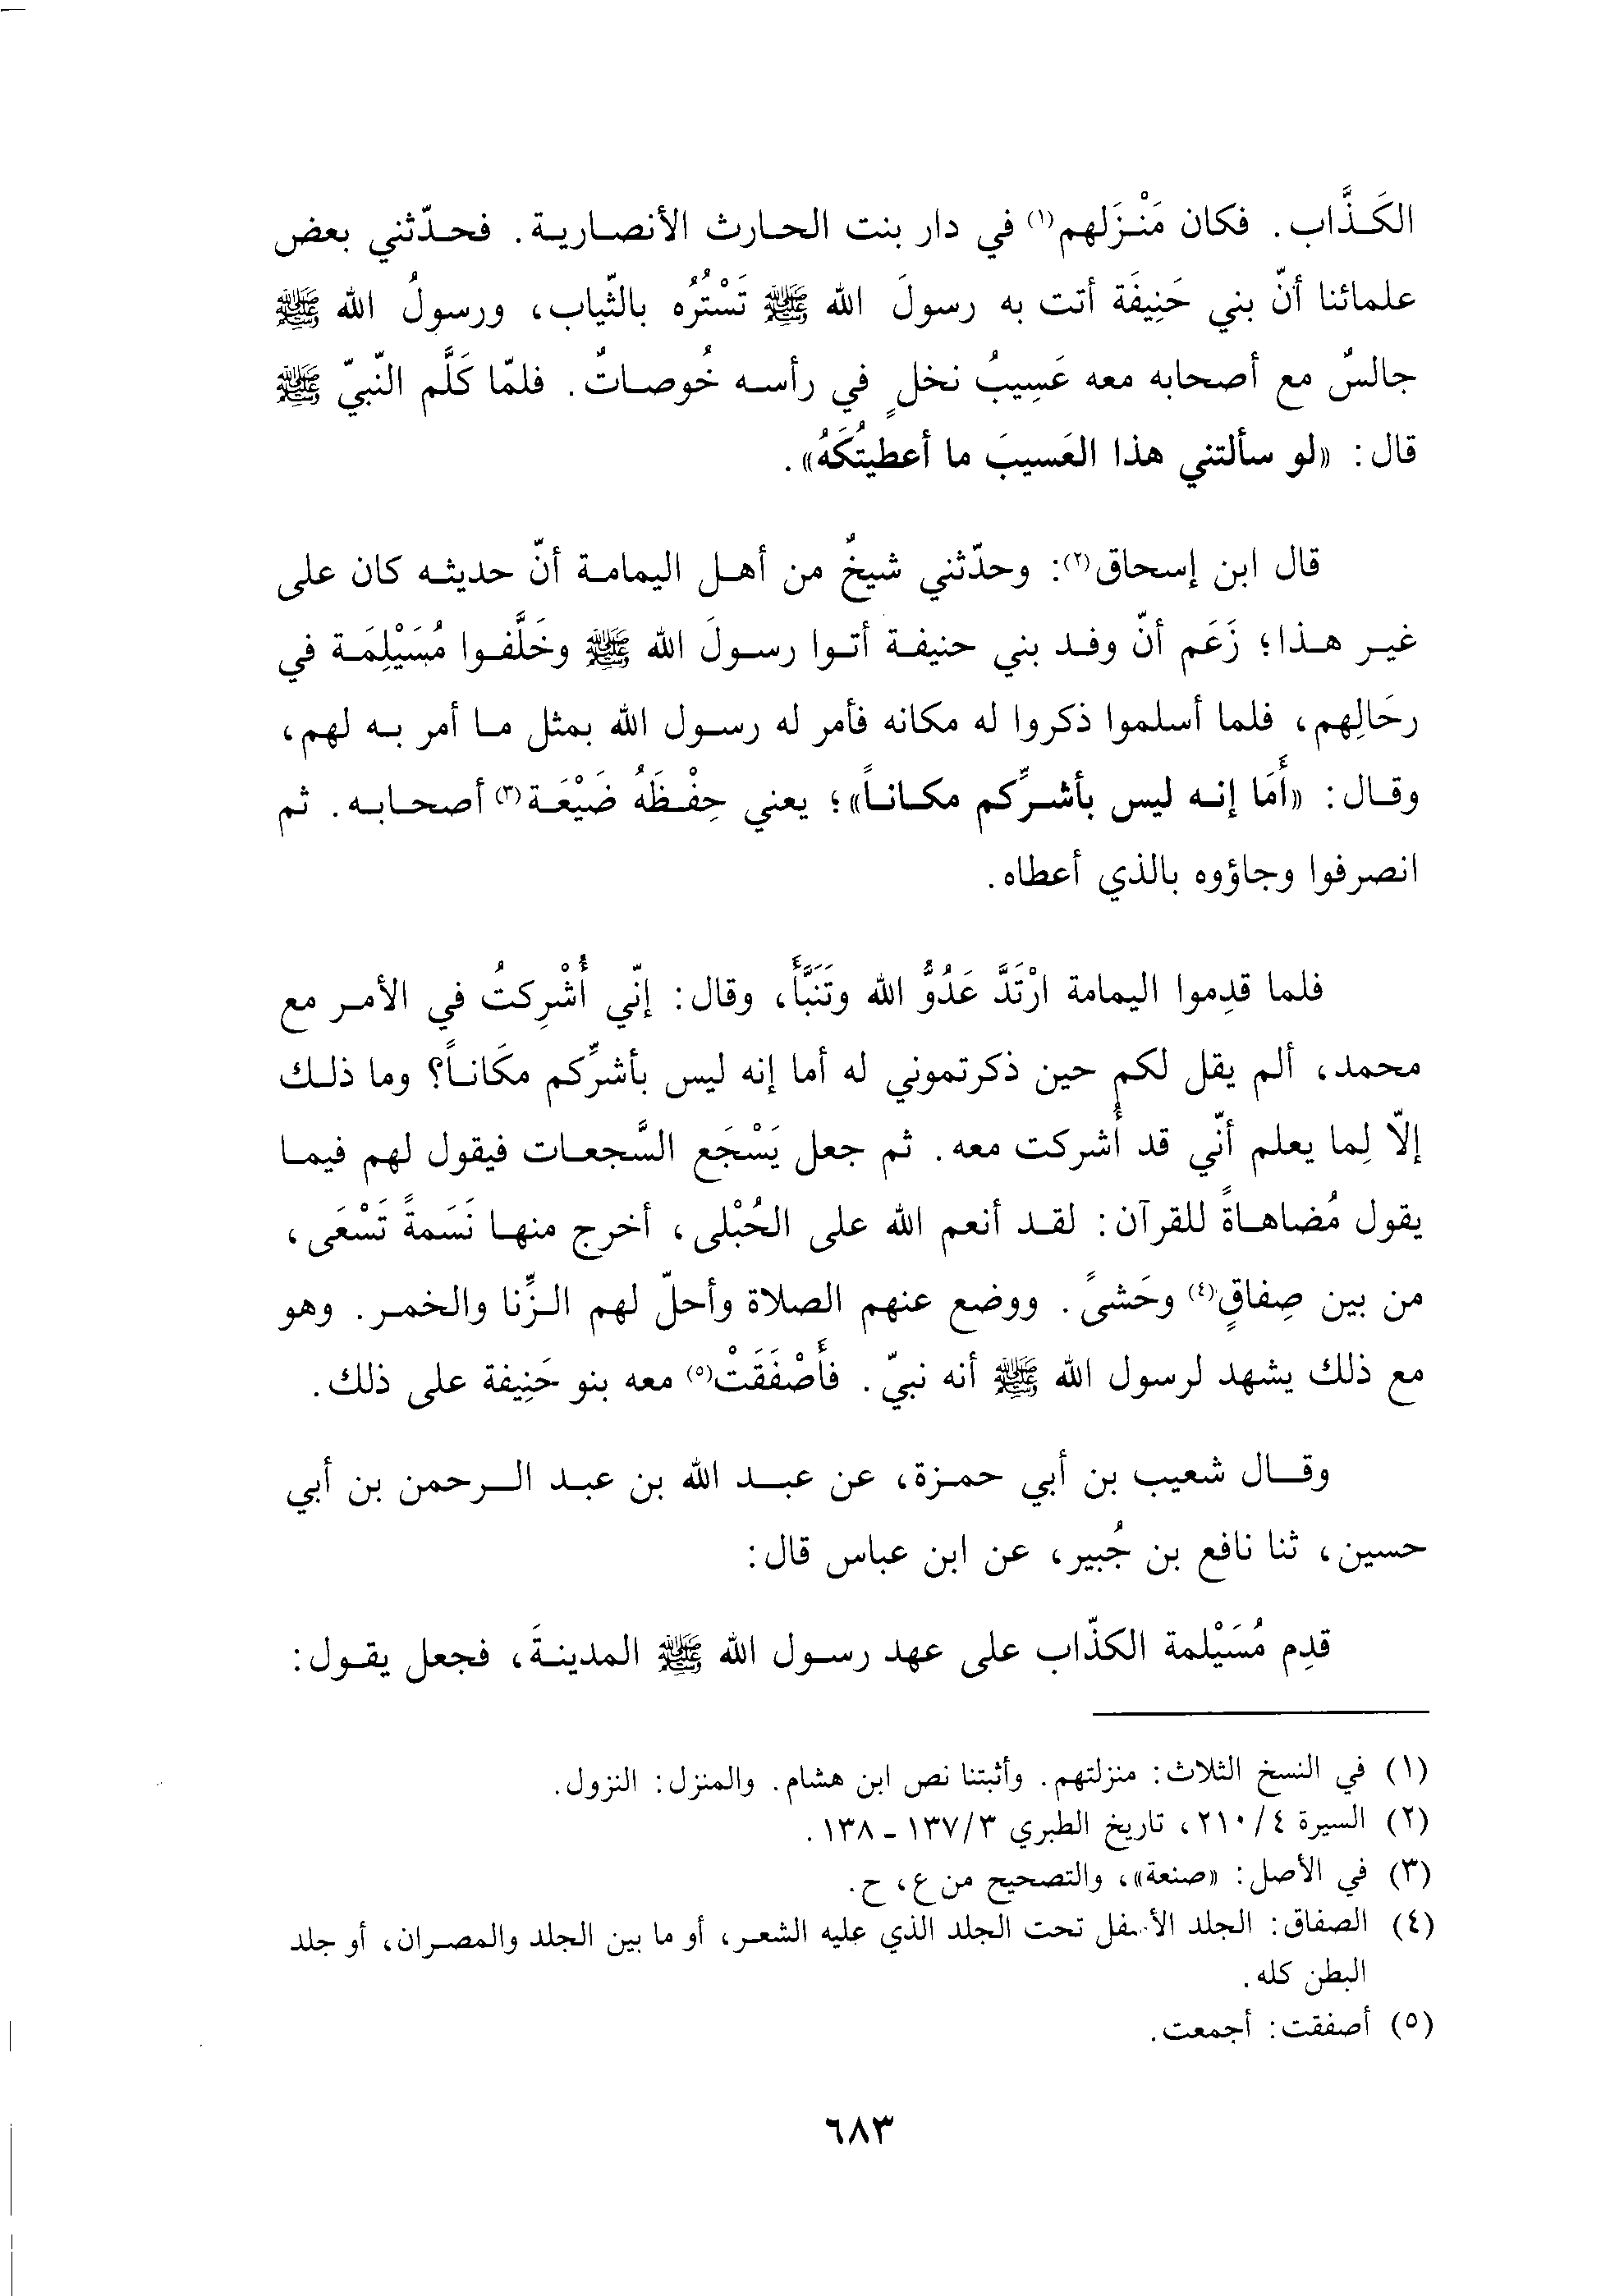 الكَذَّاب. فكان مَنْزَلهم(١) في دار بنت الحارث الأنصارية. فحدّثني بعض
علمائنا أنّ بني حَنِيفَة أتت به رسولَ الله ﷺ تَسْتُرُه بالثّياب، ورسولُ الله ﷺ
جالسٌ مع أصحابه معه عَسِيبُ نخلٍ في رأسه خُوصاتٌ. فلمّا كَلَّم النّبيّ ﷺ
قال: «لو سألتني هذا العَسيبَ ما أعطيتُكَهُ».
قال ابن إسحاق(٢): وحدّثني شيخٌ من أهل اليمامة أنّ حديثه كان على
غير هذا؛ زَعَم أنّ وفد بني حنيفة أتوا رسولَ الله ﷺ وخَلَّفوا مُسَيْلِمَة في
رحَالِهم، فلما أسلموا ذكروا له مكانه فأمر له رسول الله بمثل ما أمر به لهم،
وقال: «أَمَا إنه ليس بأشرِّكم مكاناً»؛ يعني حِفْظَهُ ضَيْعَة(٣) أصحابه. ثم
انصرفوا وجاؤوه بالذي أعطاه.
فلما قدِموا اليمامة ارْتَدَّ عَدُوُّ الله وتَنَبَّأَ، وقال: إنّي أُشْرِكتُ في الأمر مع
محمد، ألم يقل لكم حين ذكرتموني له أما إنه ليس بأشرِّكم مكَاناً؟ وما ذلك
إلاّ لِما يعلم أنّي قد أُشركت معه. ثم جعل يَسْجَع السَّجعات فيقول لهم فيما
يقول مُضاهاةً للقرآن: لقد أنعم الله على الحُبْلى، أخرج منها نَسَمةً تَسْعَى،
من بين صِفاقٍ(٤) وحَشىً. ووضع عنهم الصلاة وأحلّ لهم الزِّنا والخمر. وهو
مع ذلك يشهد لرسول الله ﷺ أنه نبيّ. فأَصْفَقَتْ(٥) معه بنو حَنِيفة على ذلك.
وقال شعيب بن أبي حمزة، عن عبد الله بن عبد الرحمن بن أبي
حسين، ثنا نافع بن جُبير، عن ابن عباس قال:
قدِم مُسَيْلمة الكذّاب على عهد رسول الله ﷺ المدينةَ، فجعل يقول:
(١) في النسخ الثلاث: منزلتهم. وأثبتنا نص ابن هشام. والمنزل: النزول.
(٢) السيرة ٤/٢١٠، تاريخ الطبري ٣/١٣٧ ـ ١٣٨.
(٣) في الأصل: «صنعة»، والتصحيح من ع، ح.
(٤) الصفاق: الجلد الأسفل تحت الجلد الذي عليه الشعر، أو ما بين الجلد والمصران، أو جلد
البطن كله.
(٥) أصفقت: أجمعت.
٦٨٣